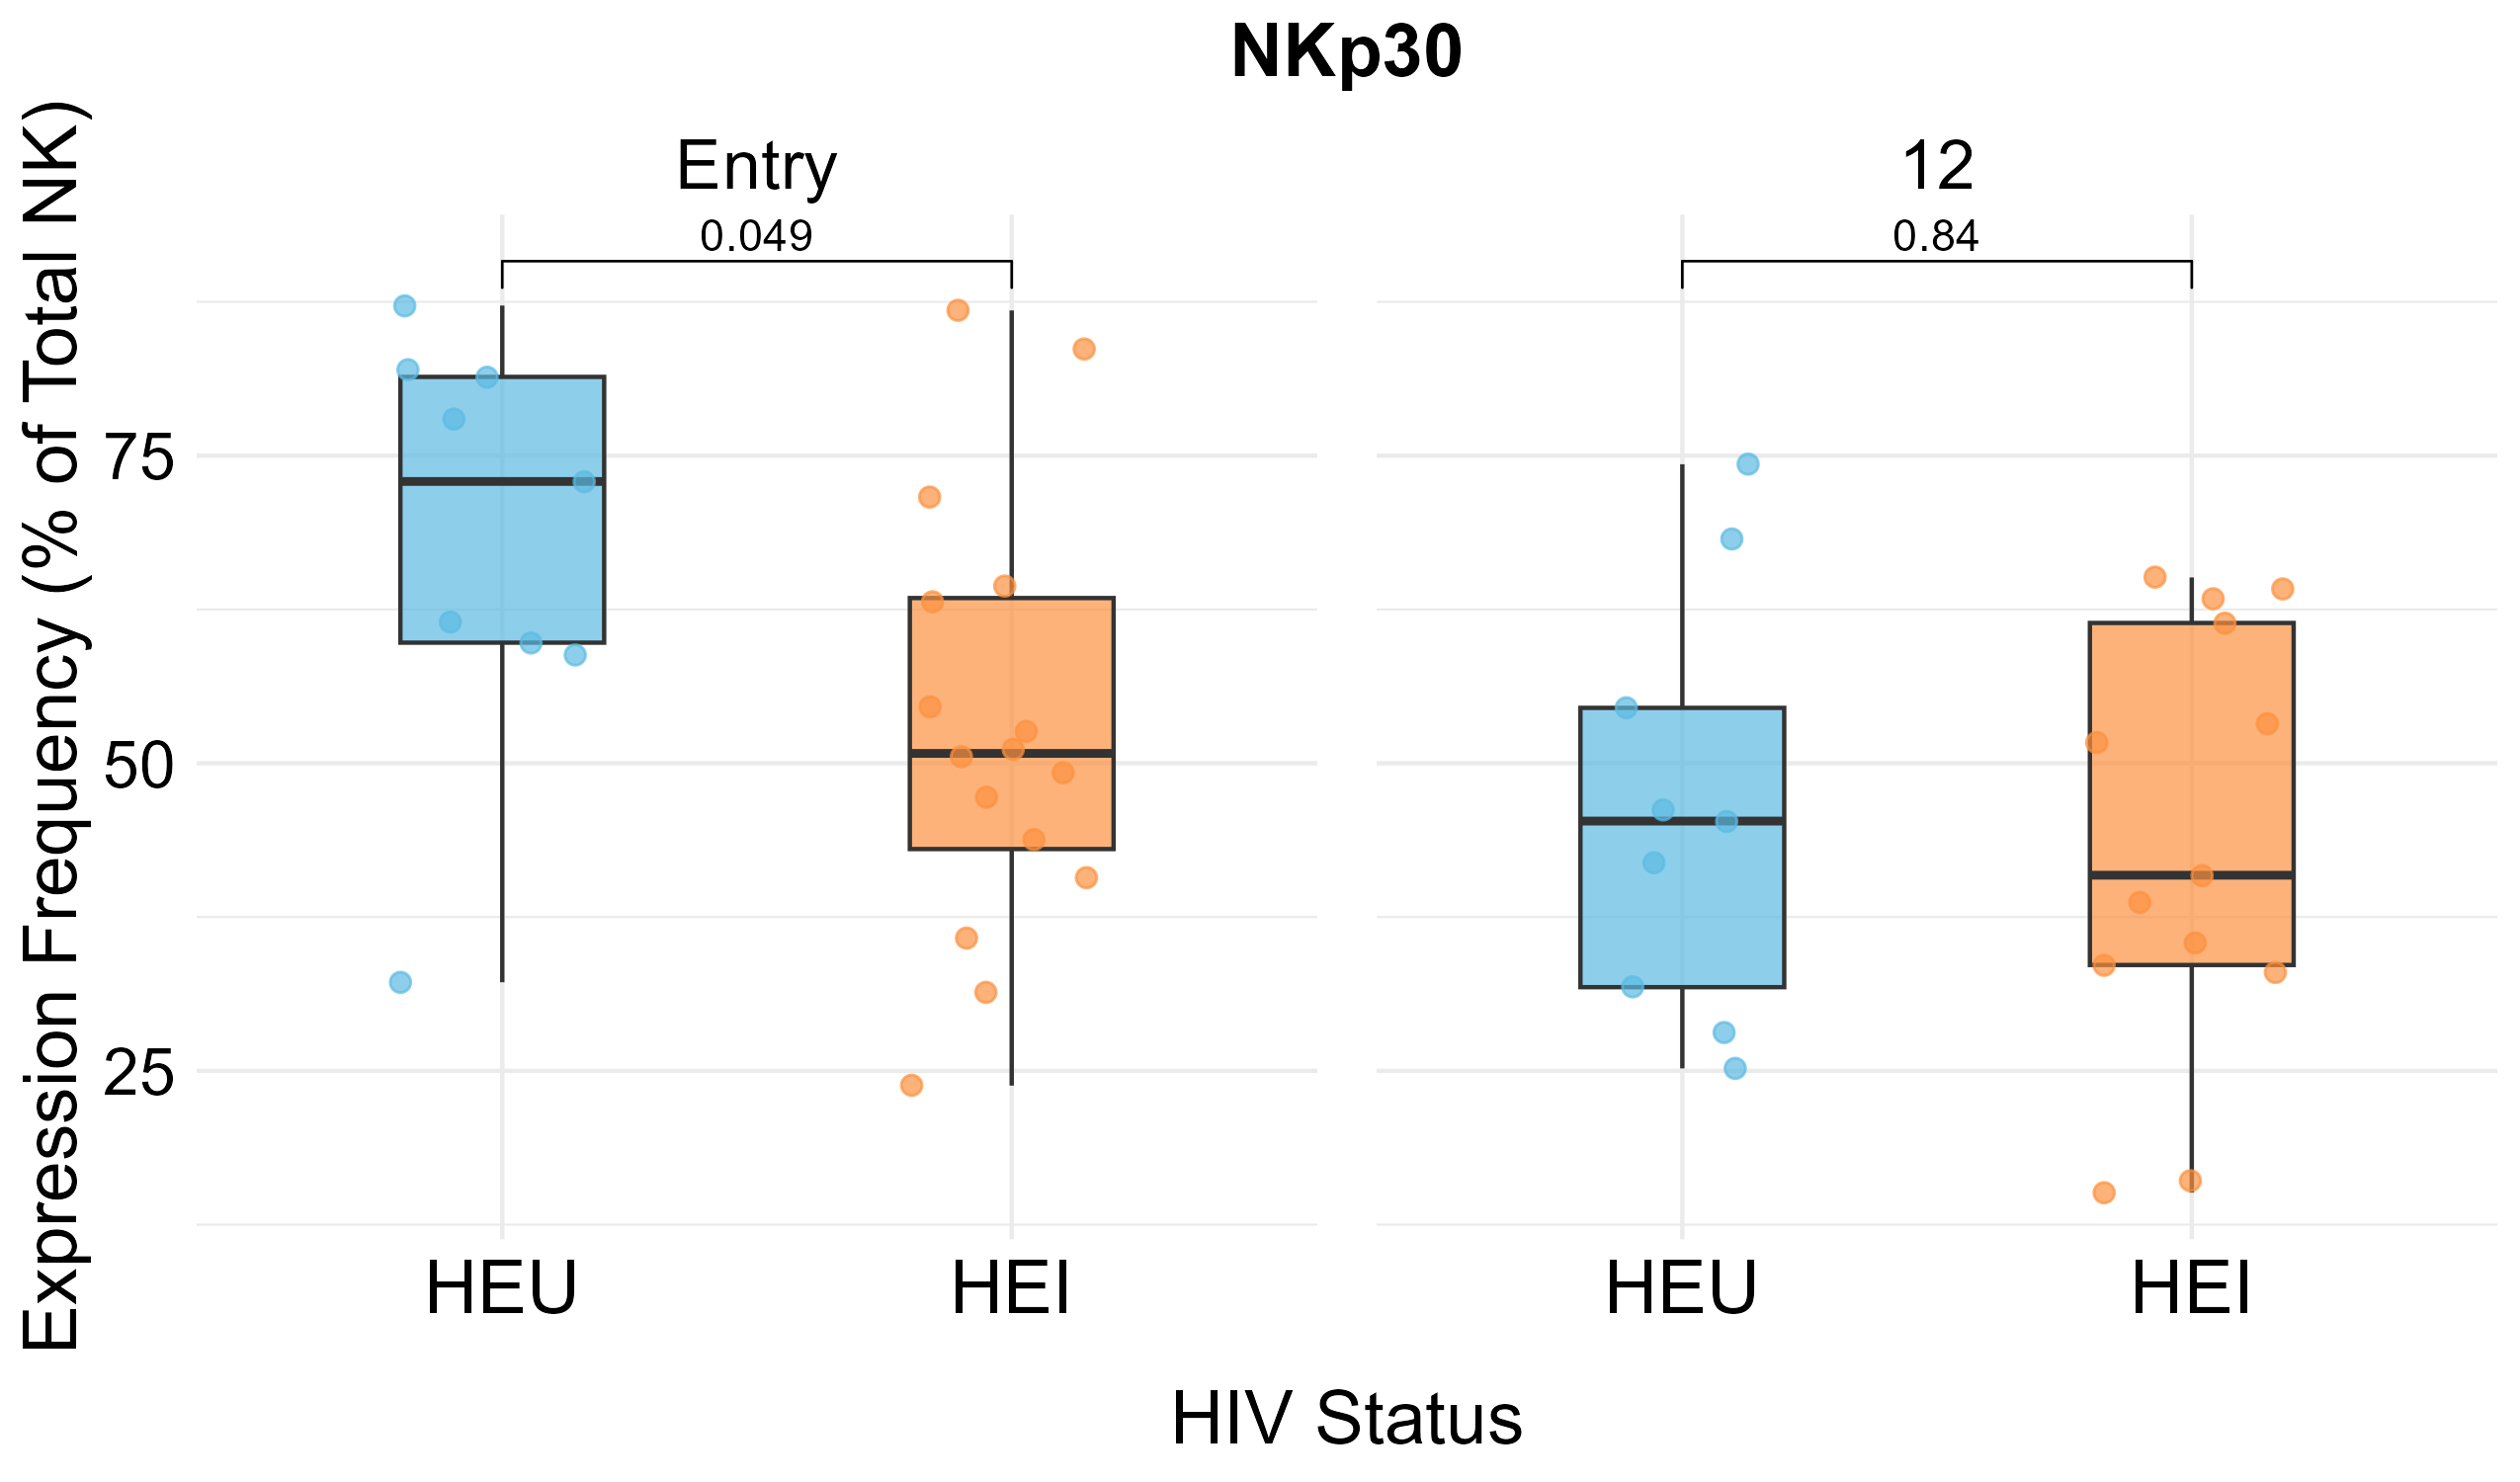 NKp30
Entry
12
0.049
0.84
Expression Frequency (% of Total NK)
75
50
25
HEU
HEI
HEU
HEI
HIV Status